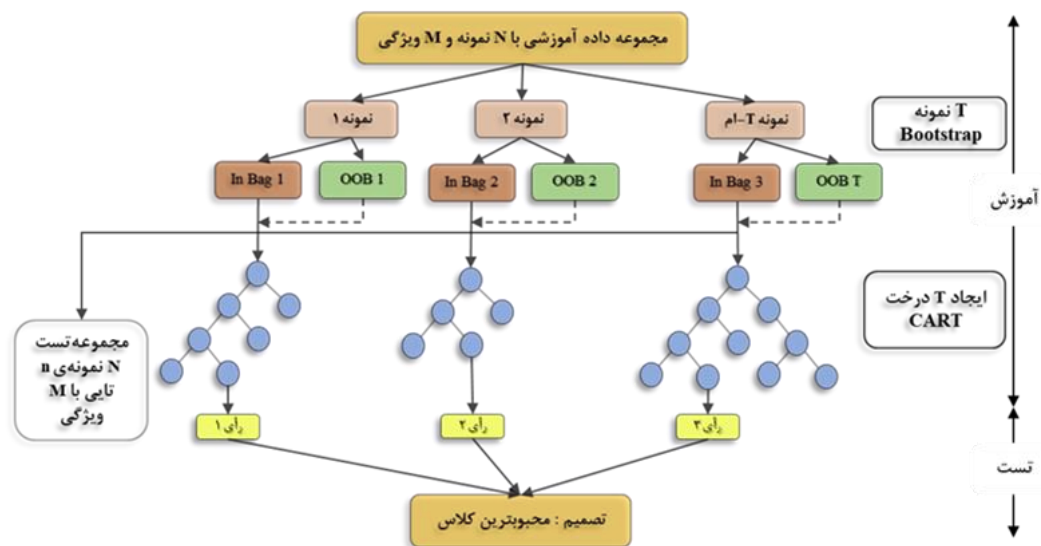 مجموعه داده آموزشی با N نمونه و M ویژگی
نمونه ۱
نمونه ۲
نمونه T-ام
T نمونه
Bootstrap
In Bag 1
OOB 1
In Bag 2
OOB 2
In Bag 3
OOB T
آموزش
ایجاد T درخت
CART
مجموعه تست
N نمونه‌ی n
تایی با M
ویژگی
رأی ۱
رأی ۲
رأی ۳
تست
تصمیم : محبوبترین کلاس